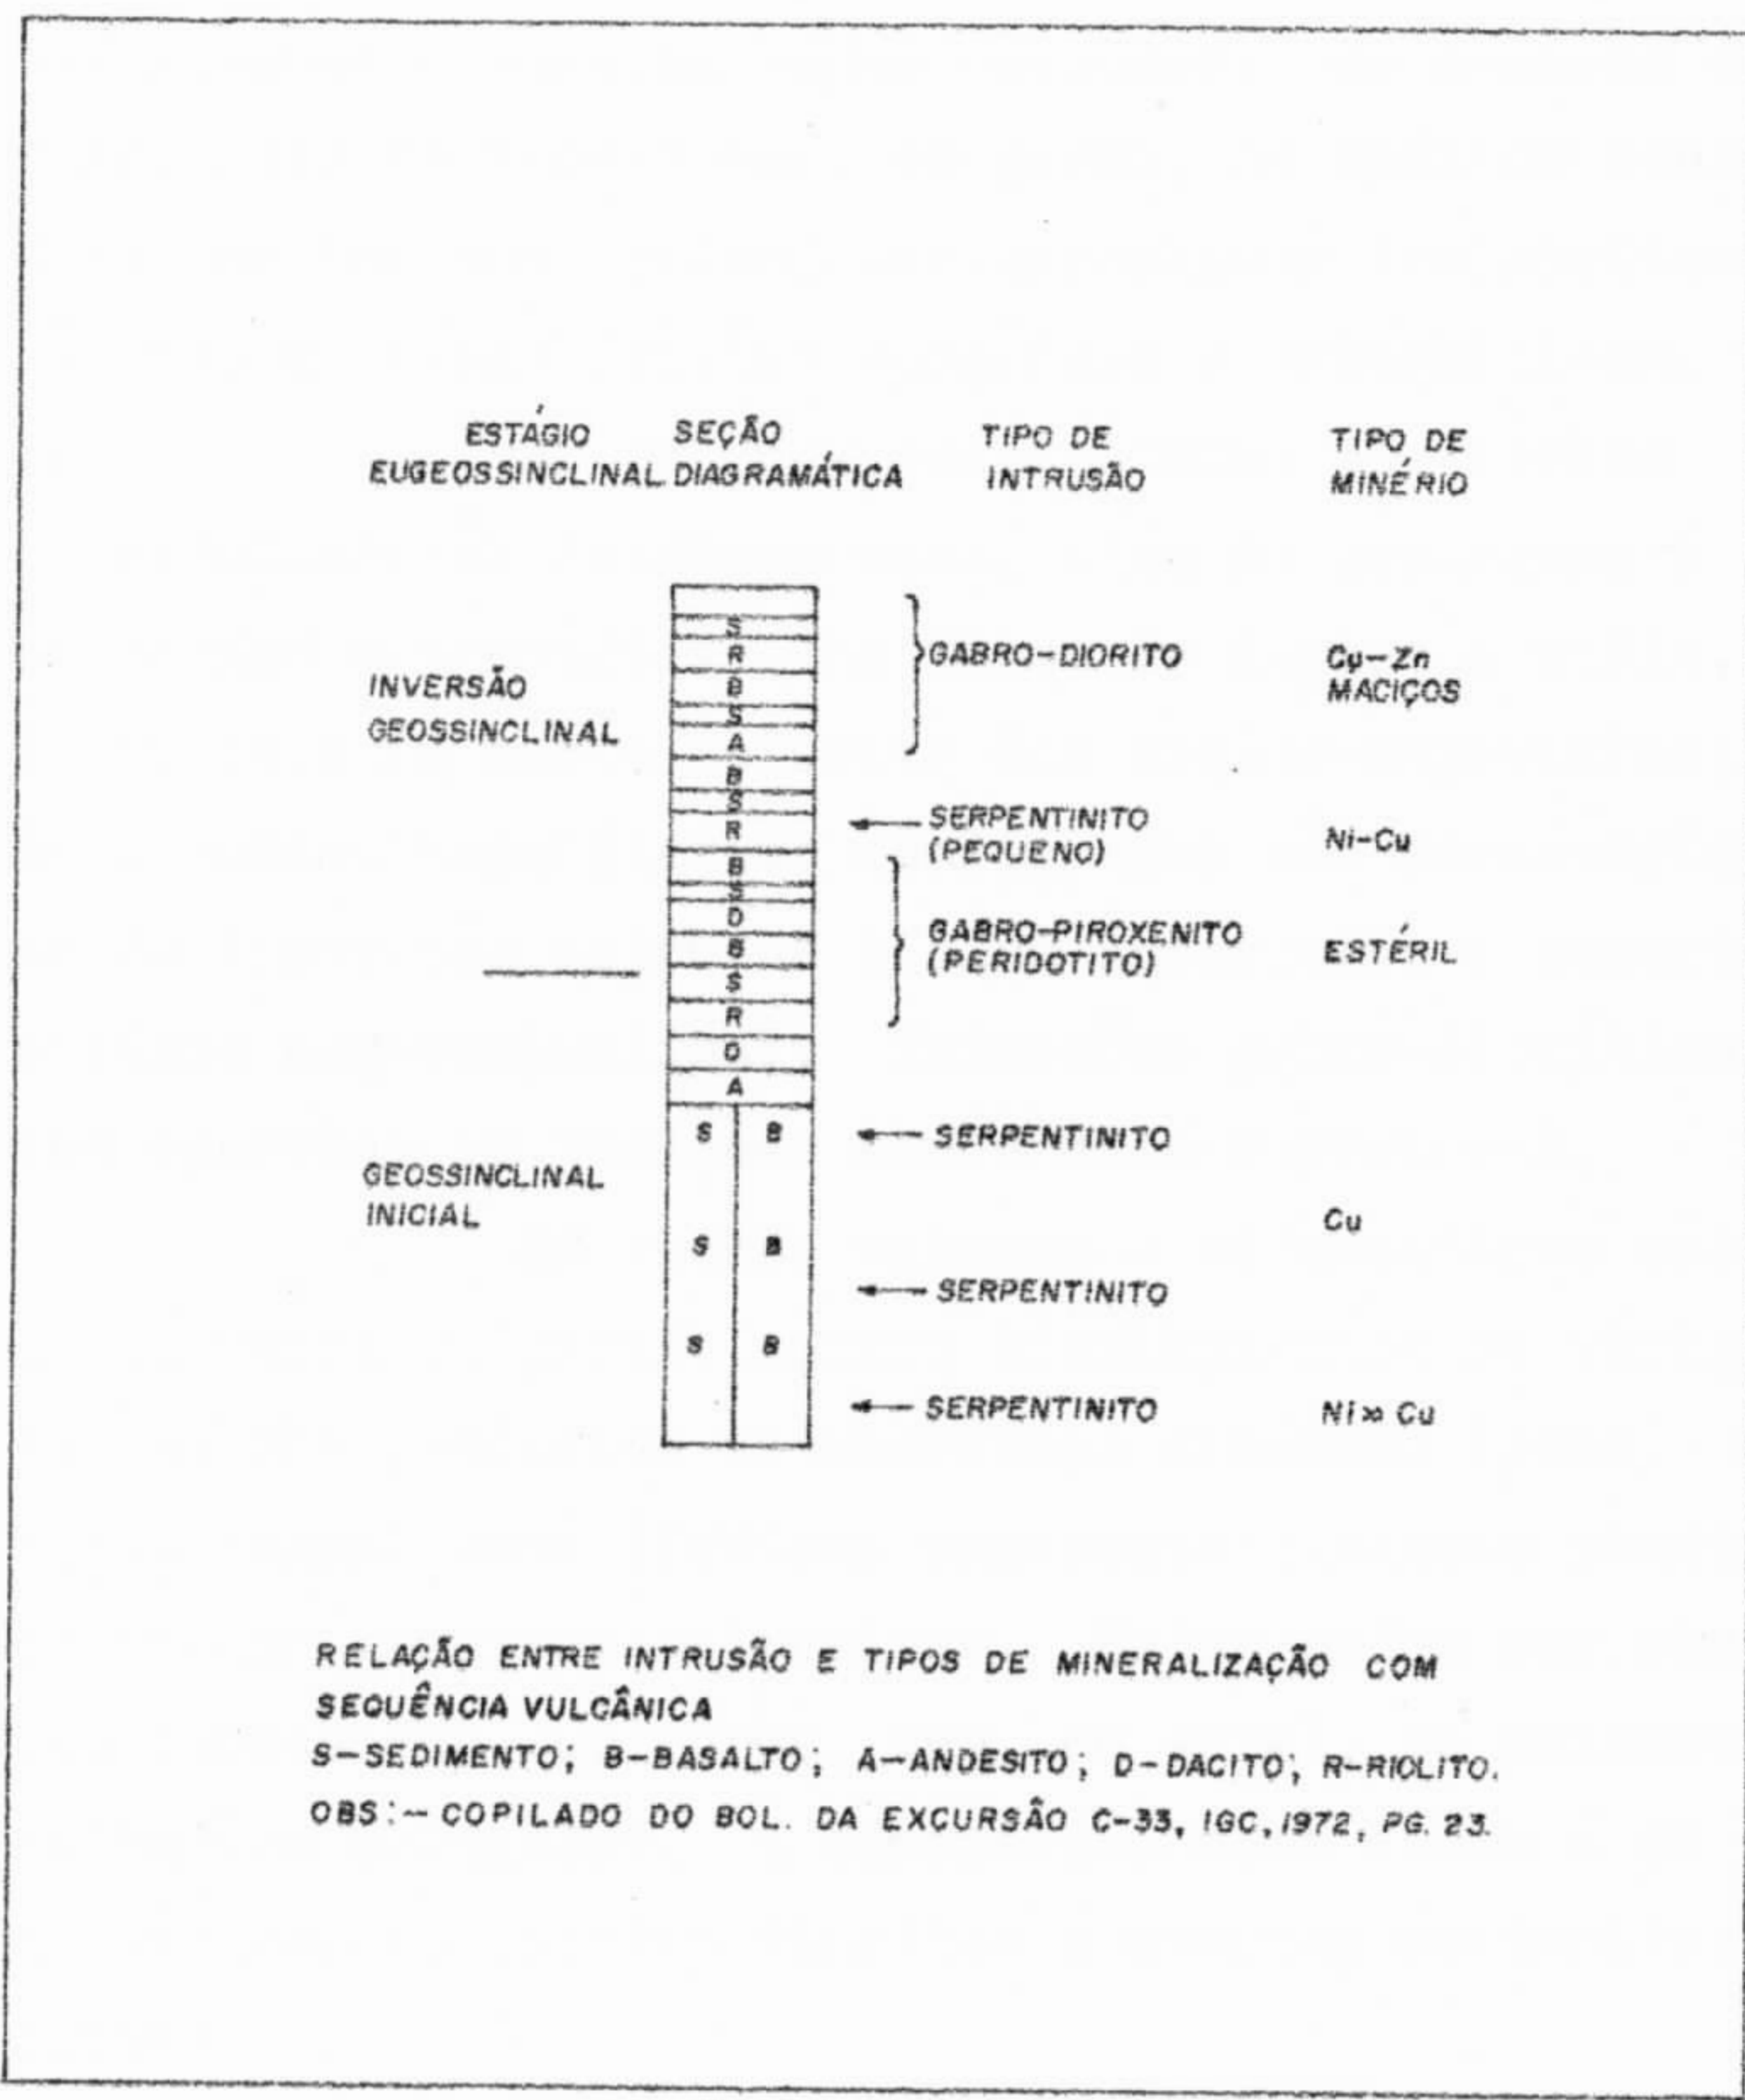 ESTÁGIO
EUGEOSSINCLINAL
SEÇÃO
DIAGRAMÁTICA
TIPO DE
INTRUSÃO
TIPO DE
MINÉRIO
INVERSÃO
GEOSSINCLINAL
GEOSSINCLINAL
INICIAL
S
R
B
S
A
B
S
R
B
S
D
B
S
R
D
A
S B
S B
S B
GABRO-DIORITO
SERPENTINITO
(PEQUENO)
GABRO-PIROXENITO
(PERIDOTITO)
SERPENTINITO
SERPENTINITO
SERPENTINITO
Cu-Zn
MACIÇOS
Ni-Cu
ESTÉRIL
Cu
Ni» Cu
RELAÇÃO ENTRE INTRUSÃO E TIPOS DE MINERALIZAÇÃO COM
SEQUÊNCIA VULCÂNICA
S-SEDIMENTO; B-BASALTO; A-ANDESITO; D-DACITO; R-RIOLITO.
OBS:- COPILADO DO BOL. DA EXCURSÃO C-33, IGC, 1972, PG. 23.